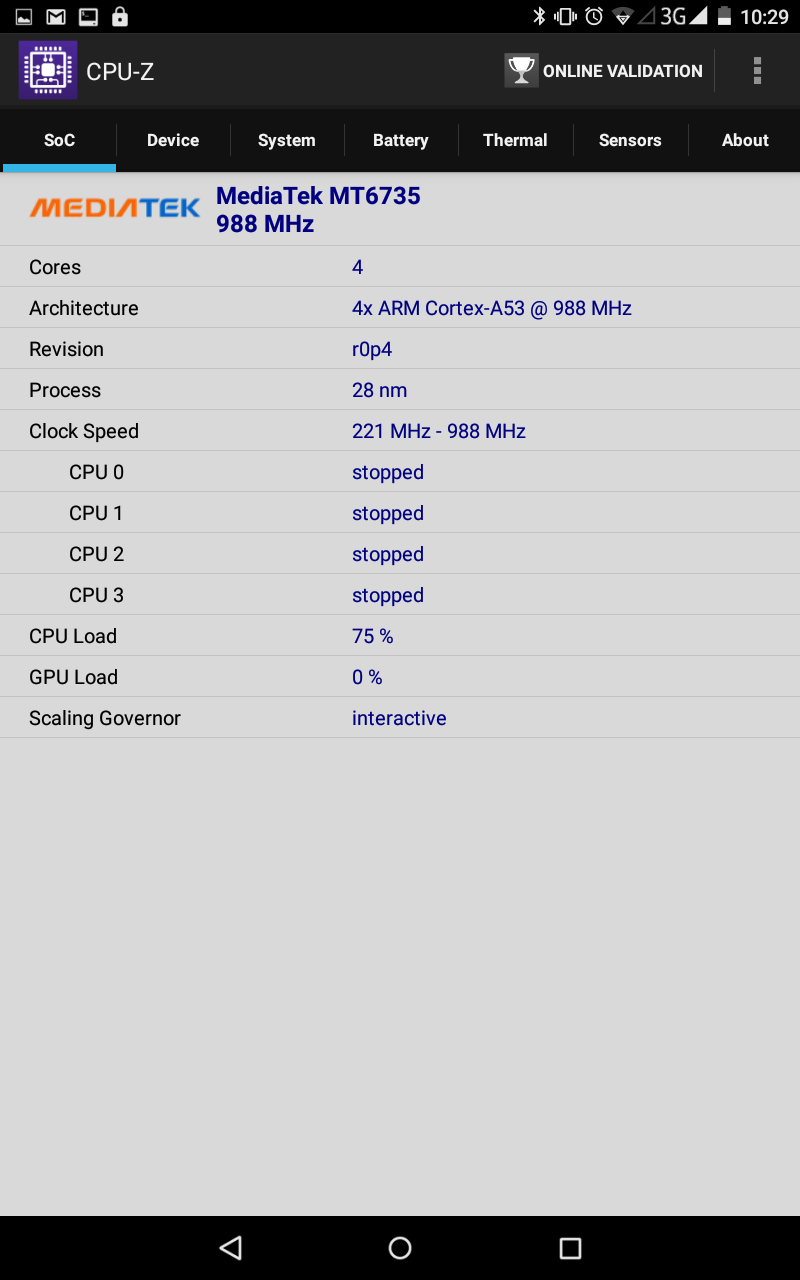 3G 10:29
CPU-Z ONLINE VALIDATION
SoC Device System Battery Thermal Sensors About
MEDIATEK MediaTek MT6735
988 MHz
Cores 4
Architecture 4x ARM Cortex-A53 @ 988 MHz
Revision r0p4
Process 28 nm
Clock Speed 221 MHz - 988 MHz
CPU 0 stopped
CPU 1 stopped
CPU 2 stopped
CPU 3 stopped
CPU Load 75 %
GPU Load 0 %
Scaling Governor interactive